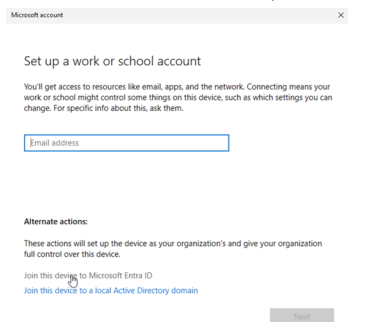 Microsoft account
Set up a work or school account
You'll get access to resources like email, apps, and the network. Connecting means your
work or school might control some things on this device, such as which settings you can
change. For specific info about this, ask them.
Email address
Alternate actions:
These actions will set up the device as your organization's and give your organization
full control over this device.
Join this device to Microsoft Entra ID
Join this device to a local Active Directory domain
Next